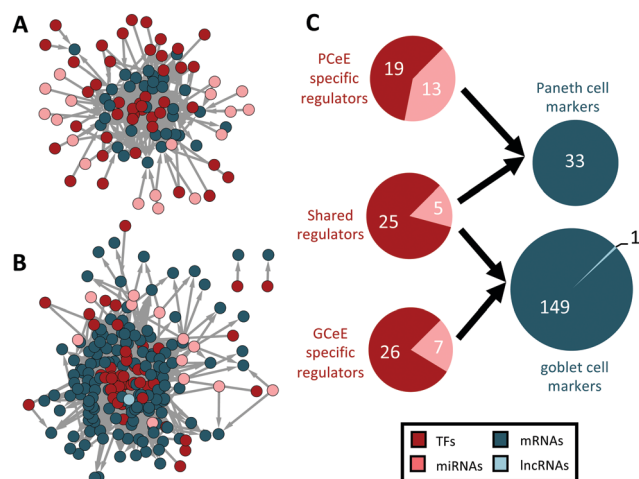 A
B
C
PCeE
specific
regulators
19
13
Paneth cell
markers
33
Shared
regulators
25
5
1
149
goblet cell
markers
GCeE
specific
regulators
26
7
TFs
mRNAs
miRNAs
lncRNAs